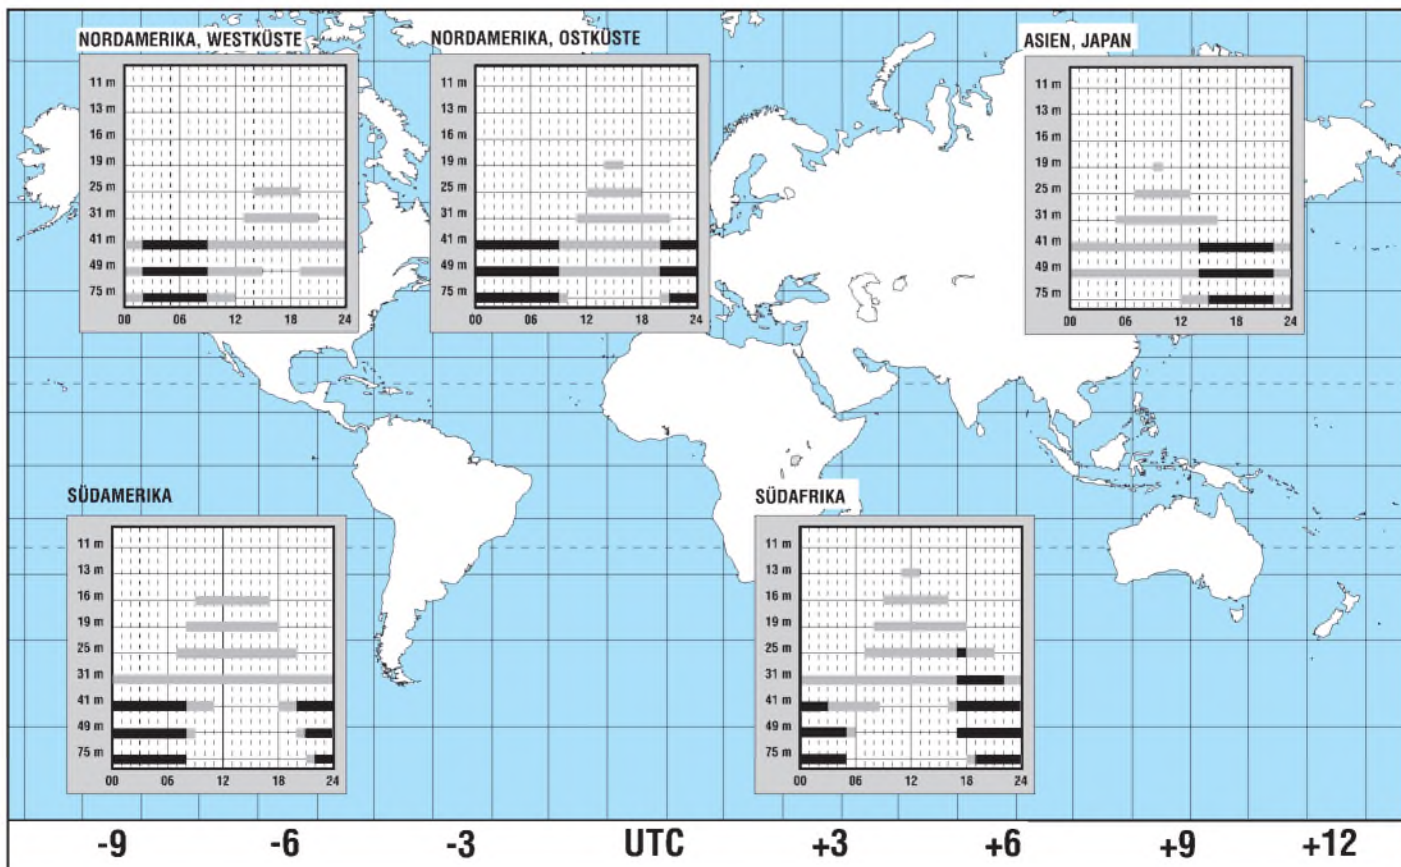 NORDAMERIKA, WESTKÜSTE
11 m
13 m
16 m
19 m
25 m
31 m
41 m
49 m
75 m
00 06 12 18 24
NORDAMERIKA, OSTKÜSTE
11 m
13 m
16 m
19 m
25 m
31 m
41 m
49 m
75 m
00 06 12 18 24
ASIEN, JAPAN
11 m
13 m
16 m
19 m
25 m
31 m
41 m
49 m
75 m
00 06 12 18 24
SÜDAMERIKA
11 m
13 m
16 m
19 m
25 m
31 m
41 m
49 m
75 m
00 06 12 18 24
SÜDAFRIKA
11 m
13 m
16 m
19 m
25 m
31 m
41 m
49 m
75 m
00 06 12 18 24
-9 -6 -3 UTC +3 +6 +9 +12